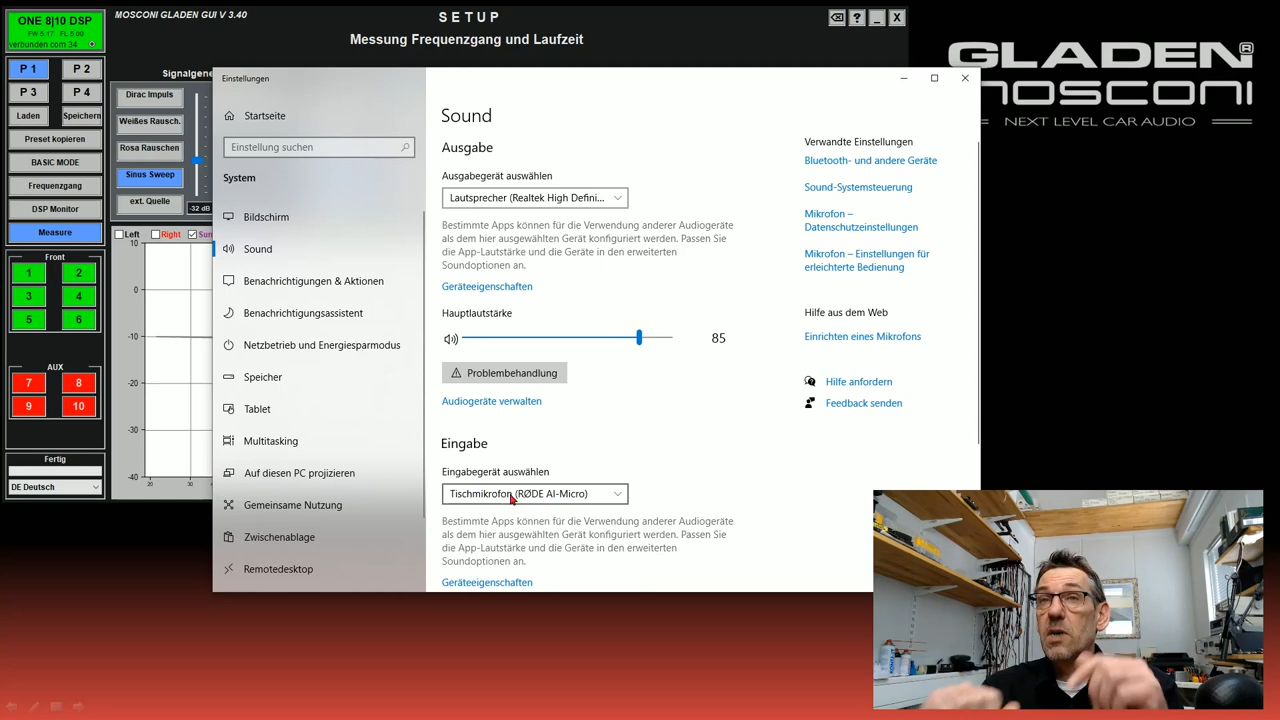 ONE 8|10 DSP
FW 5.17 FL 5.00
verbunden com 34
MOSCONI GLADEN GUI V 3.40
SETUP
Messung Frequenzgang und Laufzeit
?
_
X
GLADEN
MOSCONI
NEXT LEVEL CAR AUDIO
P 1
P 2
P 3
P 4
Laden
Speichern
Preset kopieren
BASIC MODE
Frequenzgang
DSP Monitor
Measure
Front
1
2
3
4
5
6
AUX
7
8
9
10
Fertig
DE Deutsch
Signalgene
Dirac Impuls
Weißes Rausch.
Rosa Rauschen
Sinus Sweep
ext. Quelle
-32 dB
Left
Right
Sum
10
0
-10
-20
-30
-40
20
30
Einstellungen
Startseite
Einstellung suchen
System
Bildschirm
Sound
Benachrichtigungen & Aktionen
Benachrichtigungsassistent
Netzbetrieb und Energiesparmodus
Speicher
Tablet
Multitasking
Auf diesen PC projizieren
Gemeinsame Nutzung
Zwischenablage
Remotedesktop
Sound
Ausgabe
Ausgabegerät auswählen
Lautsprecher (Realtek High Defini...
Bestimmte Apps können für die Verwendung anderer Audiogeräte
als dem hier ausgewählten Gerät konfiguriert werden. Passen Sie
die App-Lautstärke und die Geräte in den erweiterten
Soundoptionen an.
Geräteeigenschaften
Hauptlautstärke
85
Problembehandlung
Audiogeräte verwalten
Eingabe
Eingabegerät auswählen
Tischmikrofon (RØDE AI-Micro)
Bestimmte Apps können für die Verwendung anderer Audiogeräte
als dem hier ausgewählten Gerät konfiguriert werden. Passen Sie
die App-Lautstärke und die Geräte in den erweiterten
Soundoptionen an.
Geräteeigenschaften
Verwandte Einstellungen
Bluetooth- und andere Geräte
Sound-Systemsteuerung
Mikrofon –
Datenschutzeinstellungen
Mikrofon – Einstellungen für
erleichterte Bedienung
Hilfe aus dem Web
Einrichten eines Mikrofons
Hilfe anfordern
Feedback senden